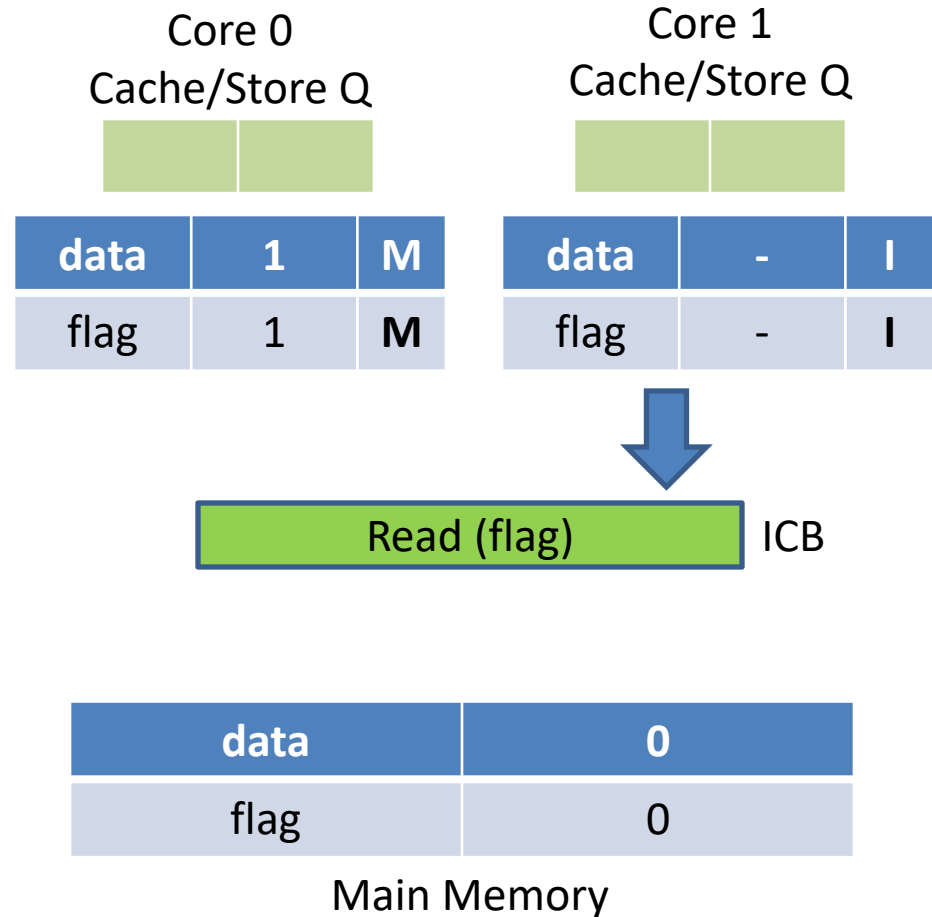 Core 0
Cache/Store Q
Core 1
Cache/Store Q
data 1 M
flag 1 M
data - I
flag - I
Read (flag) ICB
data 0
flag 0
Main Memory